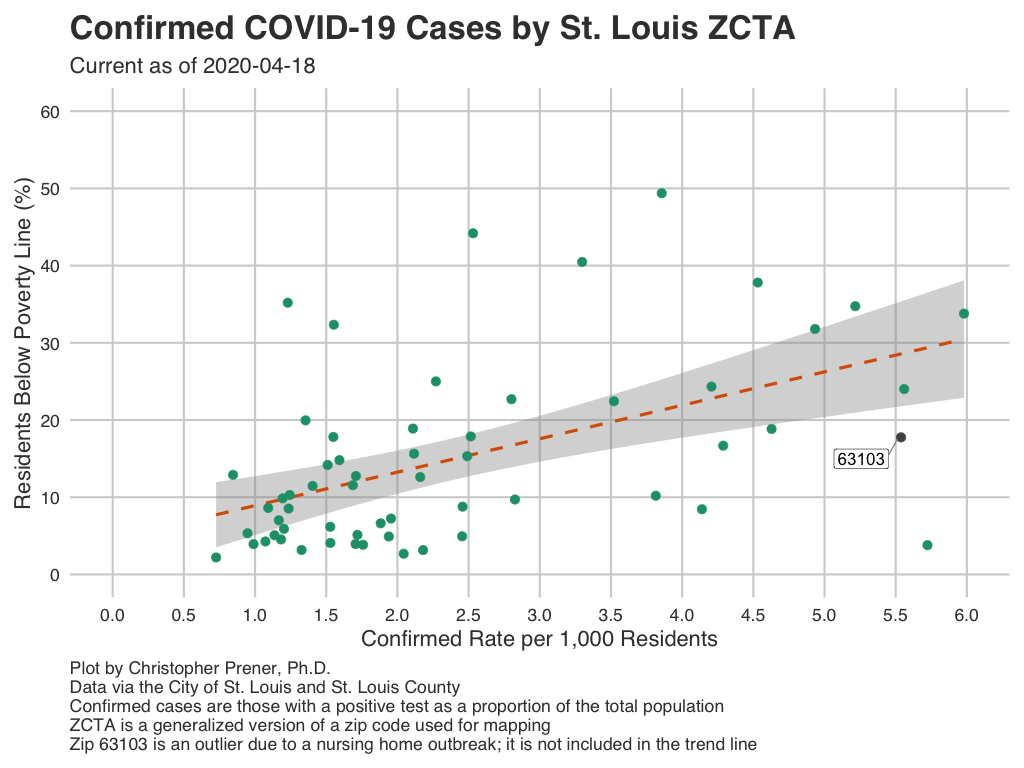 Confirmed COVID-19 Cases by St. Louis ZCTA
Current as of 2020-04-18
Residents Below Poverty Line (%)
60
50
40
30
20
10
0
63103
0.0 0.5 1.0 1.5 2.0 2.5 3.0 3.5 4.0 4.5 5.0 5.5 6.0
Confirmed Rate per 1,000 Residents
Plot by Christopher Prener, Ph.D.
Data via the City of St. Louis and St. Louis County
Confirmed cases are those with a positive test as a proportion of the total population
ZCTA is a generalized version of a zip code used for mapping
Zip 63103 is an outlier due to a nursing home outbreak; it is not included in the trend line